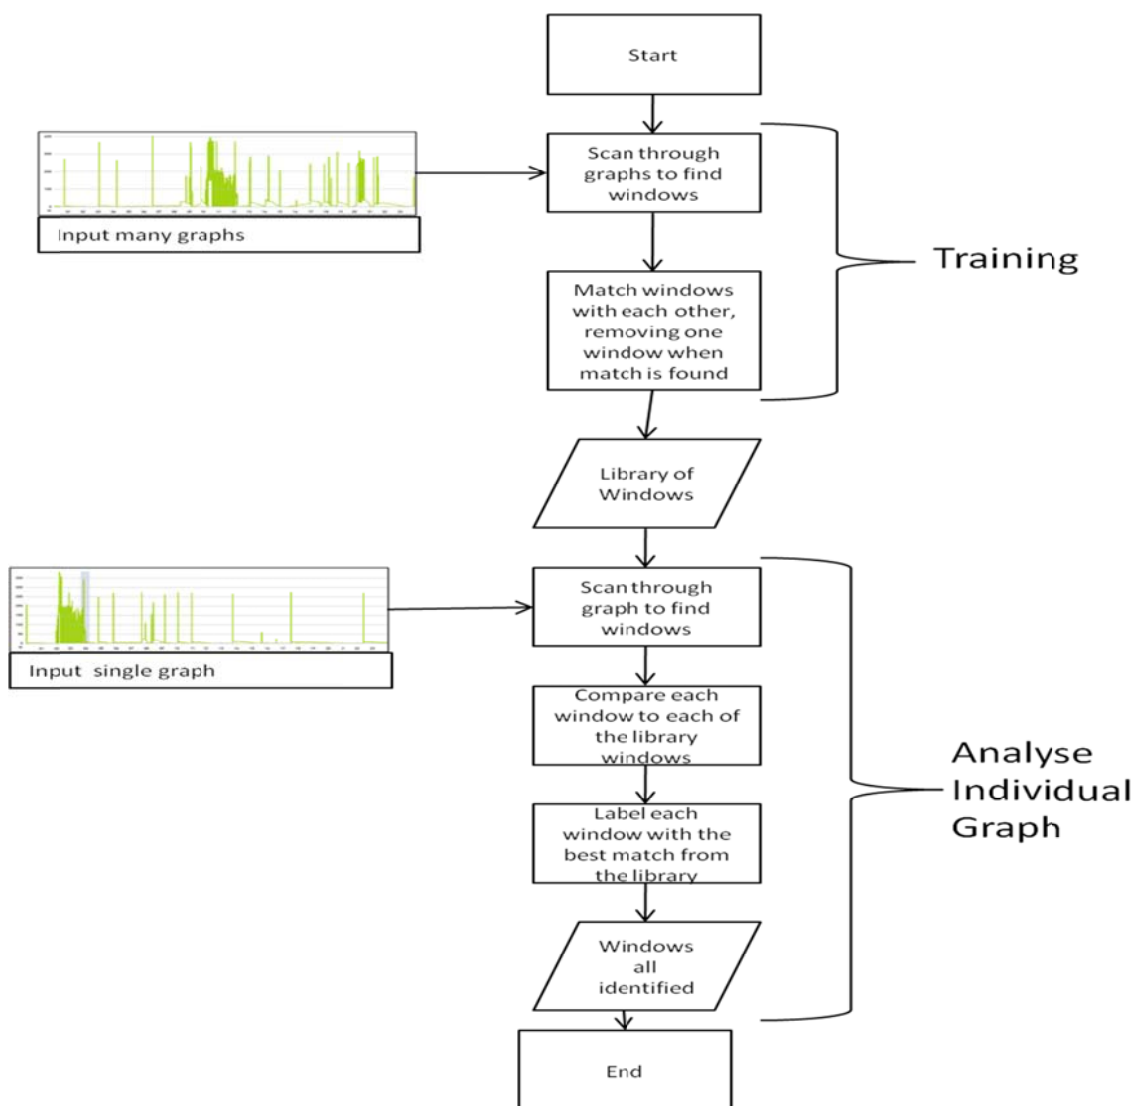 Start
Scan through
graphs to find
windows
Input many graphs
Training
Match windows
with each other,
removing one
window when
match is found
Library of
Windows
Scan through
graph to find
windows
Input single graph
Compare each
window to each of
the library
windows
Analyse
Individual
Graph
Label each
window with the
best match from
the library
Windows
all
identified
End